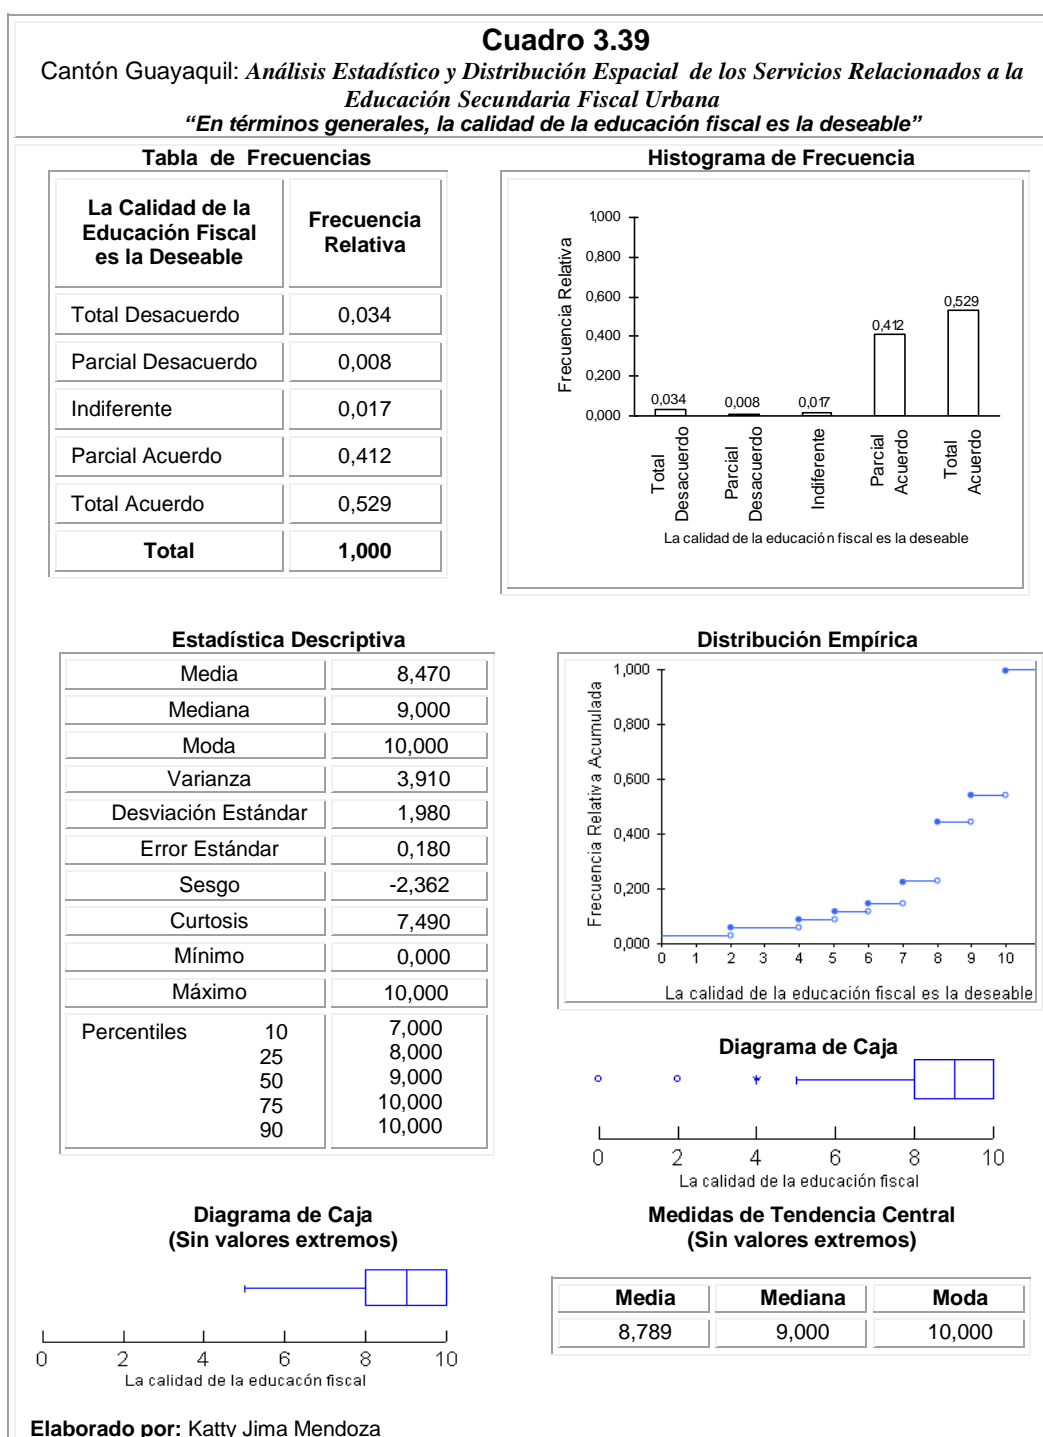 Cuadro 3.39
Cantón Guayaquil: Análisis Estadístico y Distribución Espacial de los Servicios Relacionados a la
Educación Secundaria Fiscal Urbana
“En términos generales, la calidad de la educación fiscal es la deseable”
Tabla de Frecuencias
La Calidad de la
Educación Fiscal
es la Deseable
Frecuencia
Relativa
Total Desacuerdo 0,034
Parcial Desacuerdo 0,008
Indiferente 0,017
Parcial Acuerdo 0,412
Total Acuerdo 0,529
Total 1,000
Histograma de Frecuencia
Frecuencia Relativa
1,000
0,800
0,600
0,400
0,200
0,000
0,034
0,008
0,017
0,412
0,529
Total
Desacuerdo
Parcial
Desacuerdo
Indiferente
Parcial
Acuerdo
Total
Acuerdo
La calidad de la educación fiscal es la deseable
Estadística Descriptiva
Media 8,470
Mediana 9,000
Moda 10,000
Varianza 3,910
Desviación Estándar 1,980
Error Estándar 0,180
Sesgo -2,362
Curtosis 7,490
Mínimo 0,000
Máximo 10,000
Percentiles 10 7,000
25 8,000
50 9,000
75 10,000
90 10,000
Distribución Empírica
Frecuencia Relativa Acumulada
1,000
0,800
0,600
0,400
0,200
0,000
0 1 2 3 4 5 6 7 8 9 10
La calidad de la educación fiscal es la deseable
Diagrama de Caja
0 2 4 6 8 10
La calidad de la educación fiscal
Diagrama de Caja
(Sin valores extremos)
0 2 4 6 8 10
La calidad de la educacón fiscal
Medidas de Tendencia Central
(Sin valores extremos)
Media Mediana Moda
8,789 9,000 10,000
Elaborado por: Katty Jima Mendoza